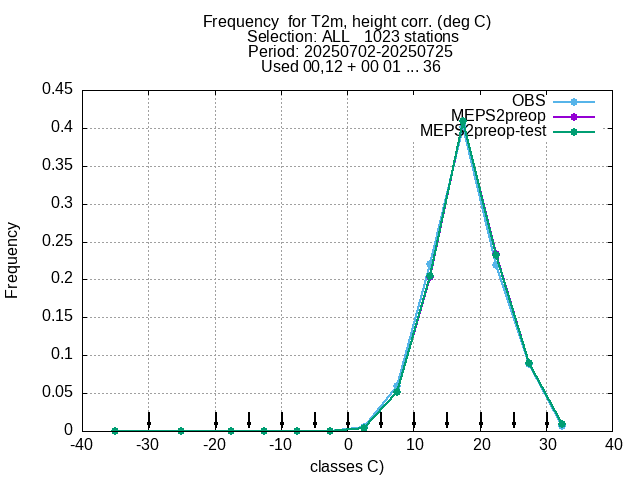 Frequency  for T2m, height corr. (deg C)
Selection: ALL   1023 stations
Period: 20250702-20250725
Used 00,12 + 00 01 ... 36
OBS
MEPS2preop
MEPS2preop-test
0.45
0.4
0.35
0.3
0.25
0.2
0.15
0.1
0.05
0
Frequency
-40 -30 -20 -10 0 10 20 30 40
classes C)